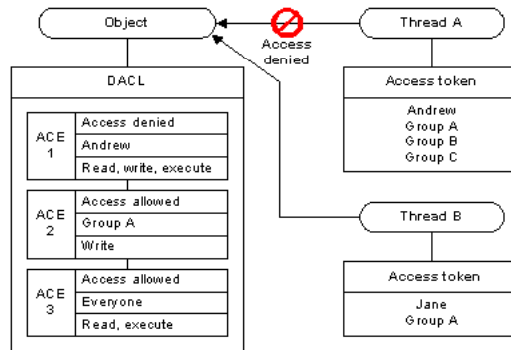 Object
Thread A
Access
denied
DACL
Access token
ACE
1
Access denied
Andrew
Read, write, execute
Andrew
Group A
Group B
Group C
ACE
2
Access allowed
Group A
Write
Thread B
ACE
3
Access allowed
Everyone
Read, execute
Access token
Jane
Group A